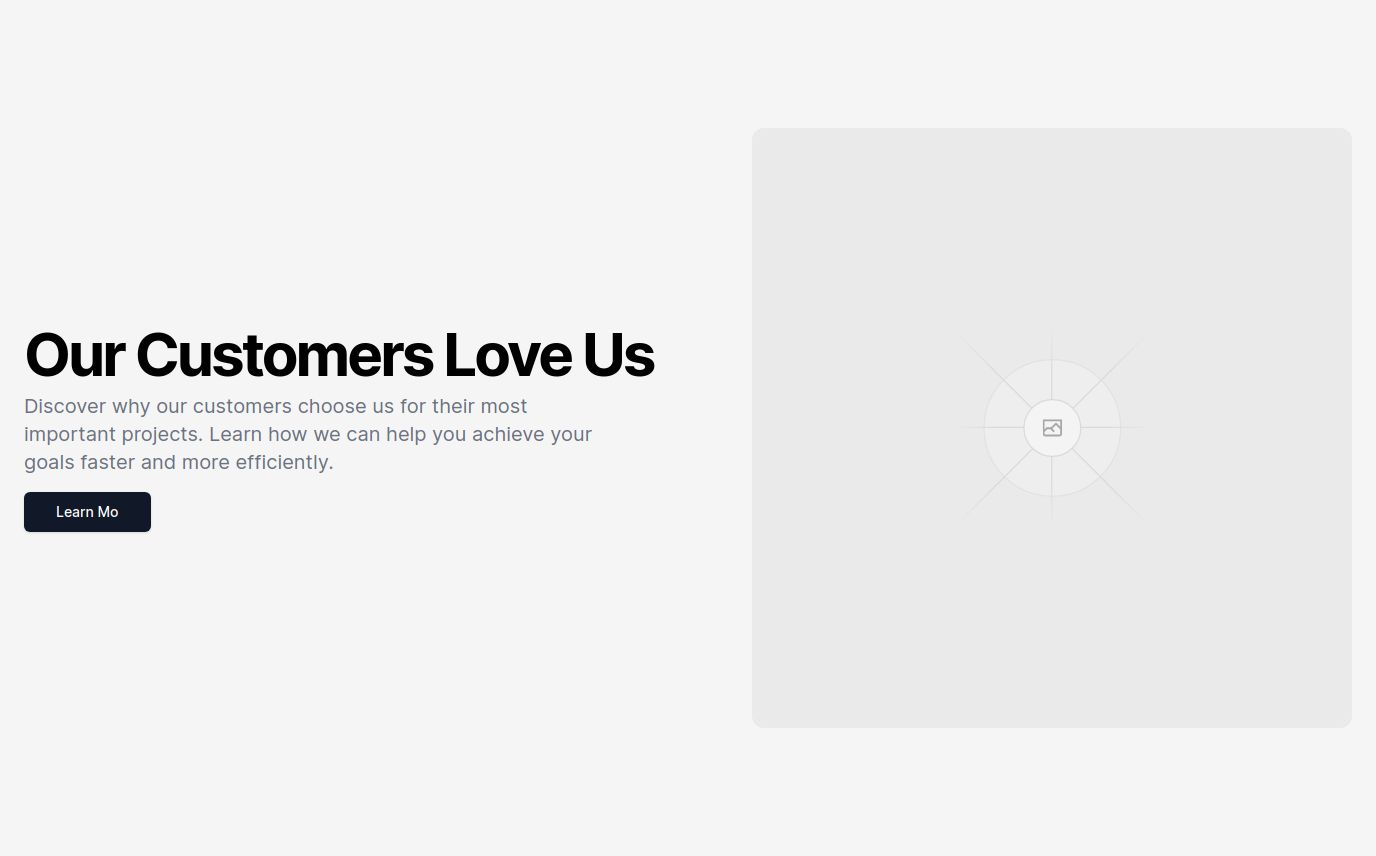 Our Customers Love Us
Discover why our customers choose us for their most
important projects. Learn how we can help you achieve your
goals faster and more efficiently.
Learn Mo